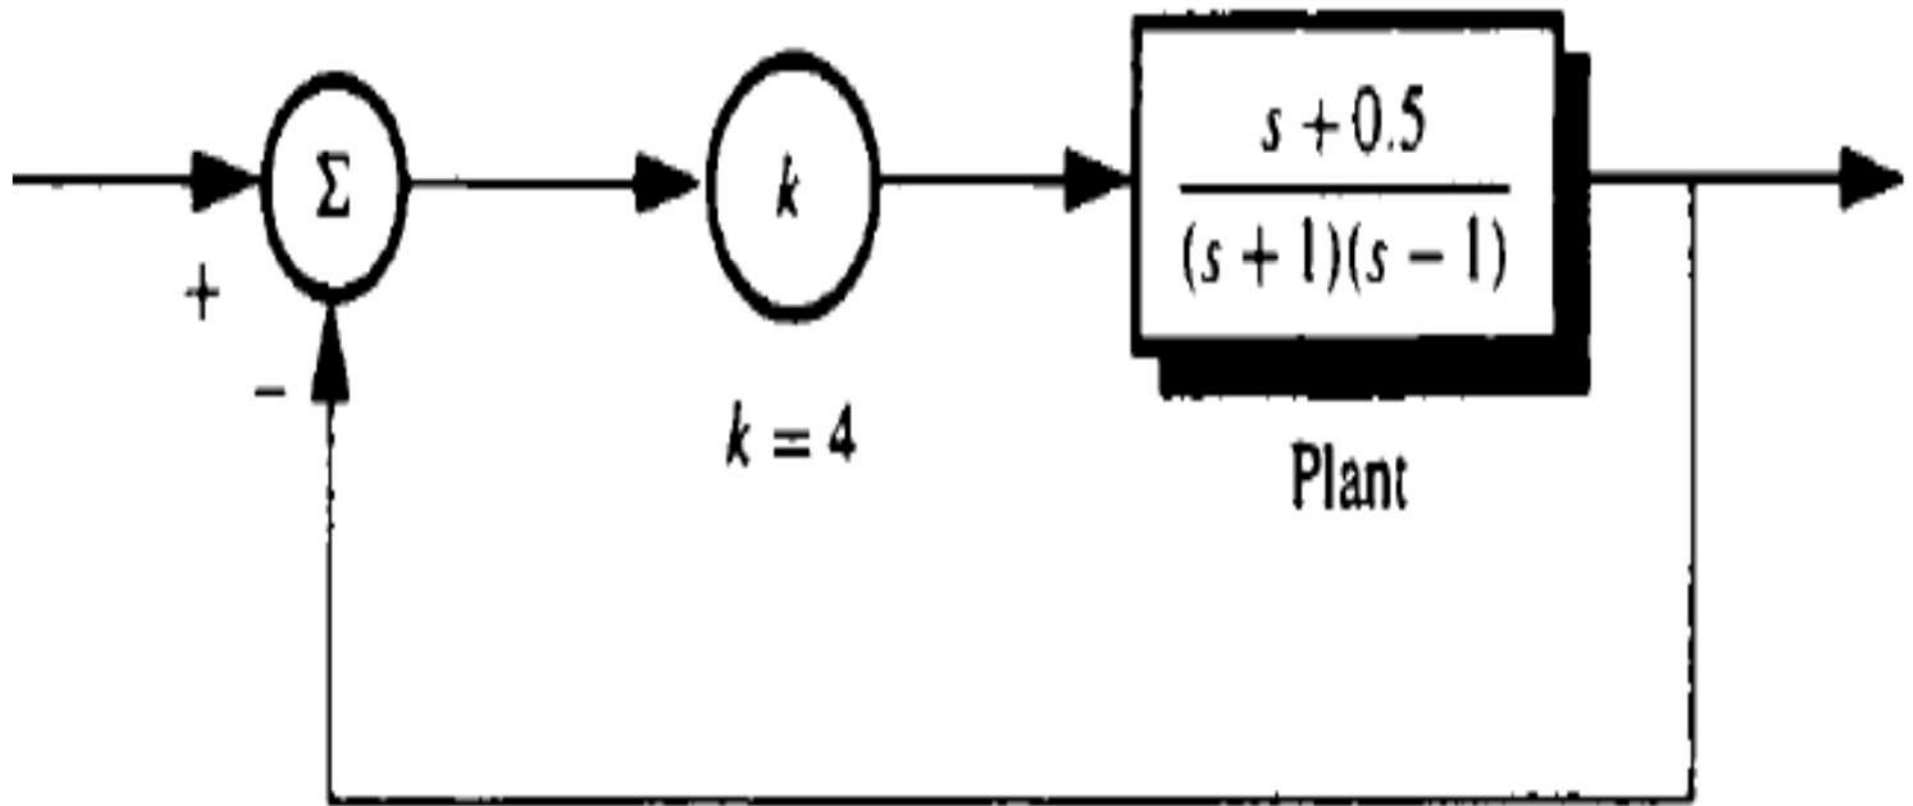 Σ
k
s + 0.5
(s + 1)(s − 1)
+
−
k = 4
Plant